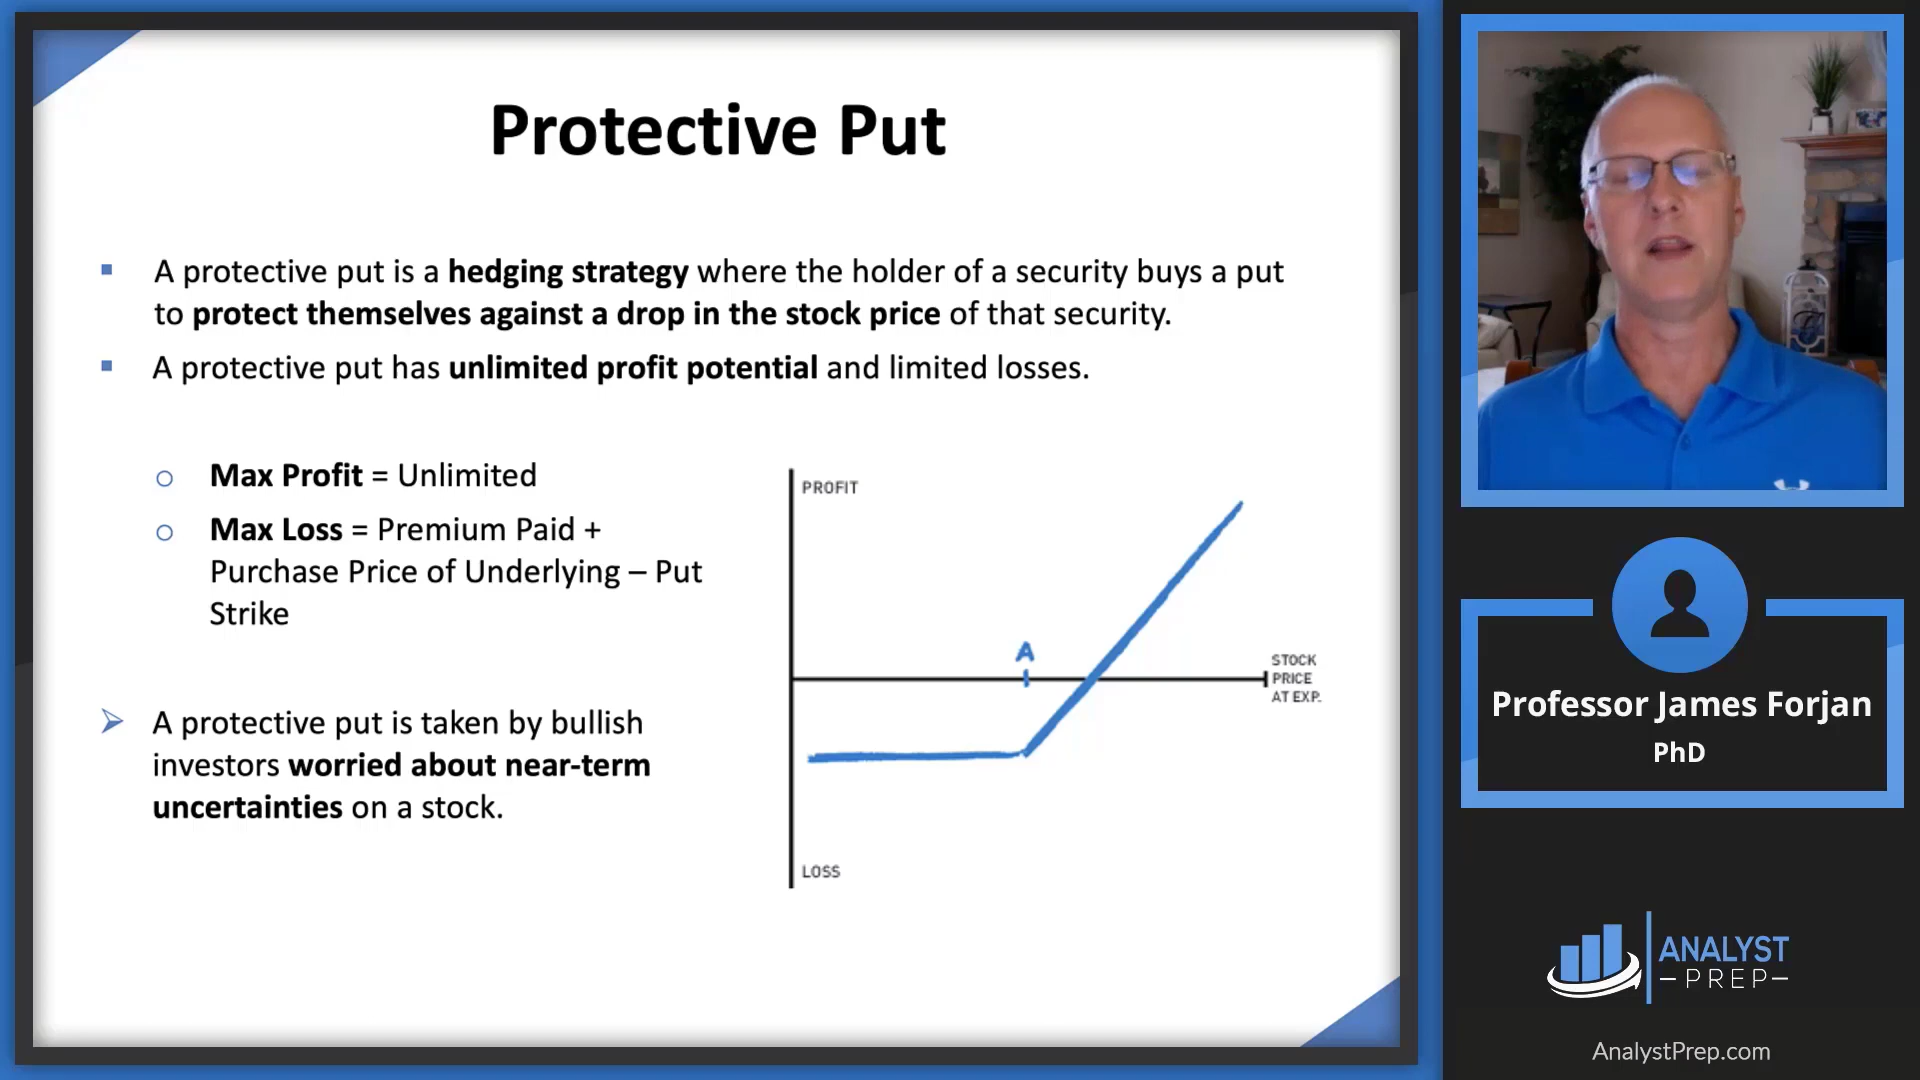 Protective Put
▪ A protective put is a hedging strategy where the holder of a security buys a put
to protect themselves against a drop in the stock price of that security.
▪ A protective put has unlimited profit potential and limited losses.
o Max Profit = Unlimited
o Max Loss = Premium Paid +
Purchase Price of Underlying – Put
Strike
➢ A protective put is taken by bullish
investors worried about near-term
uncertainties on a stock.
PROFIT
A
STOCK
PRICE
AT EXP.
LOSS
Professor James Forjan
PhD
ANALYST
PREP
AnalystPrep.com